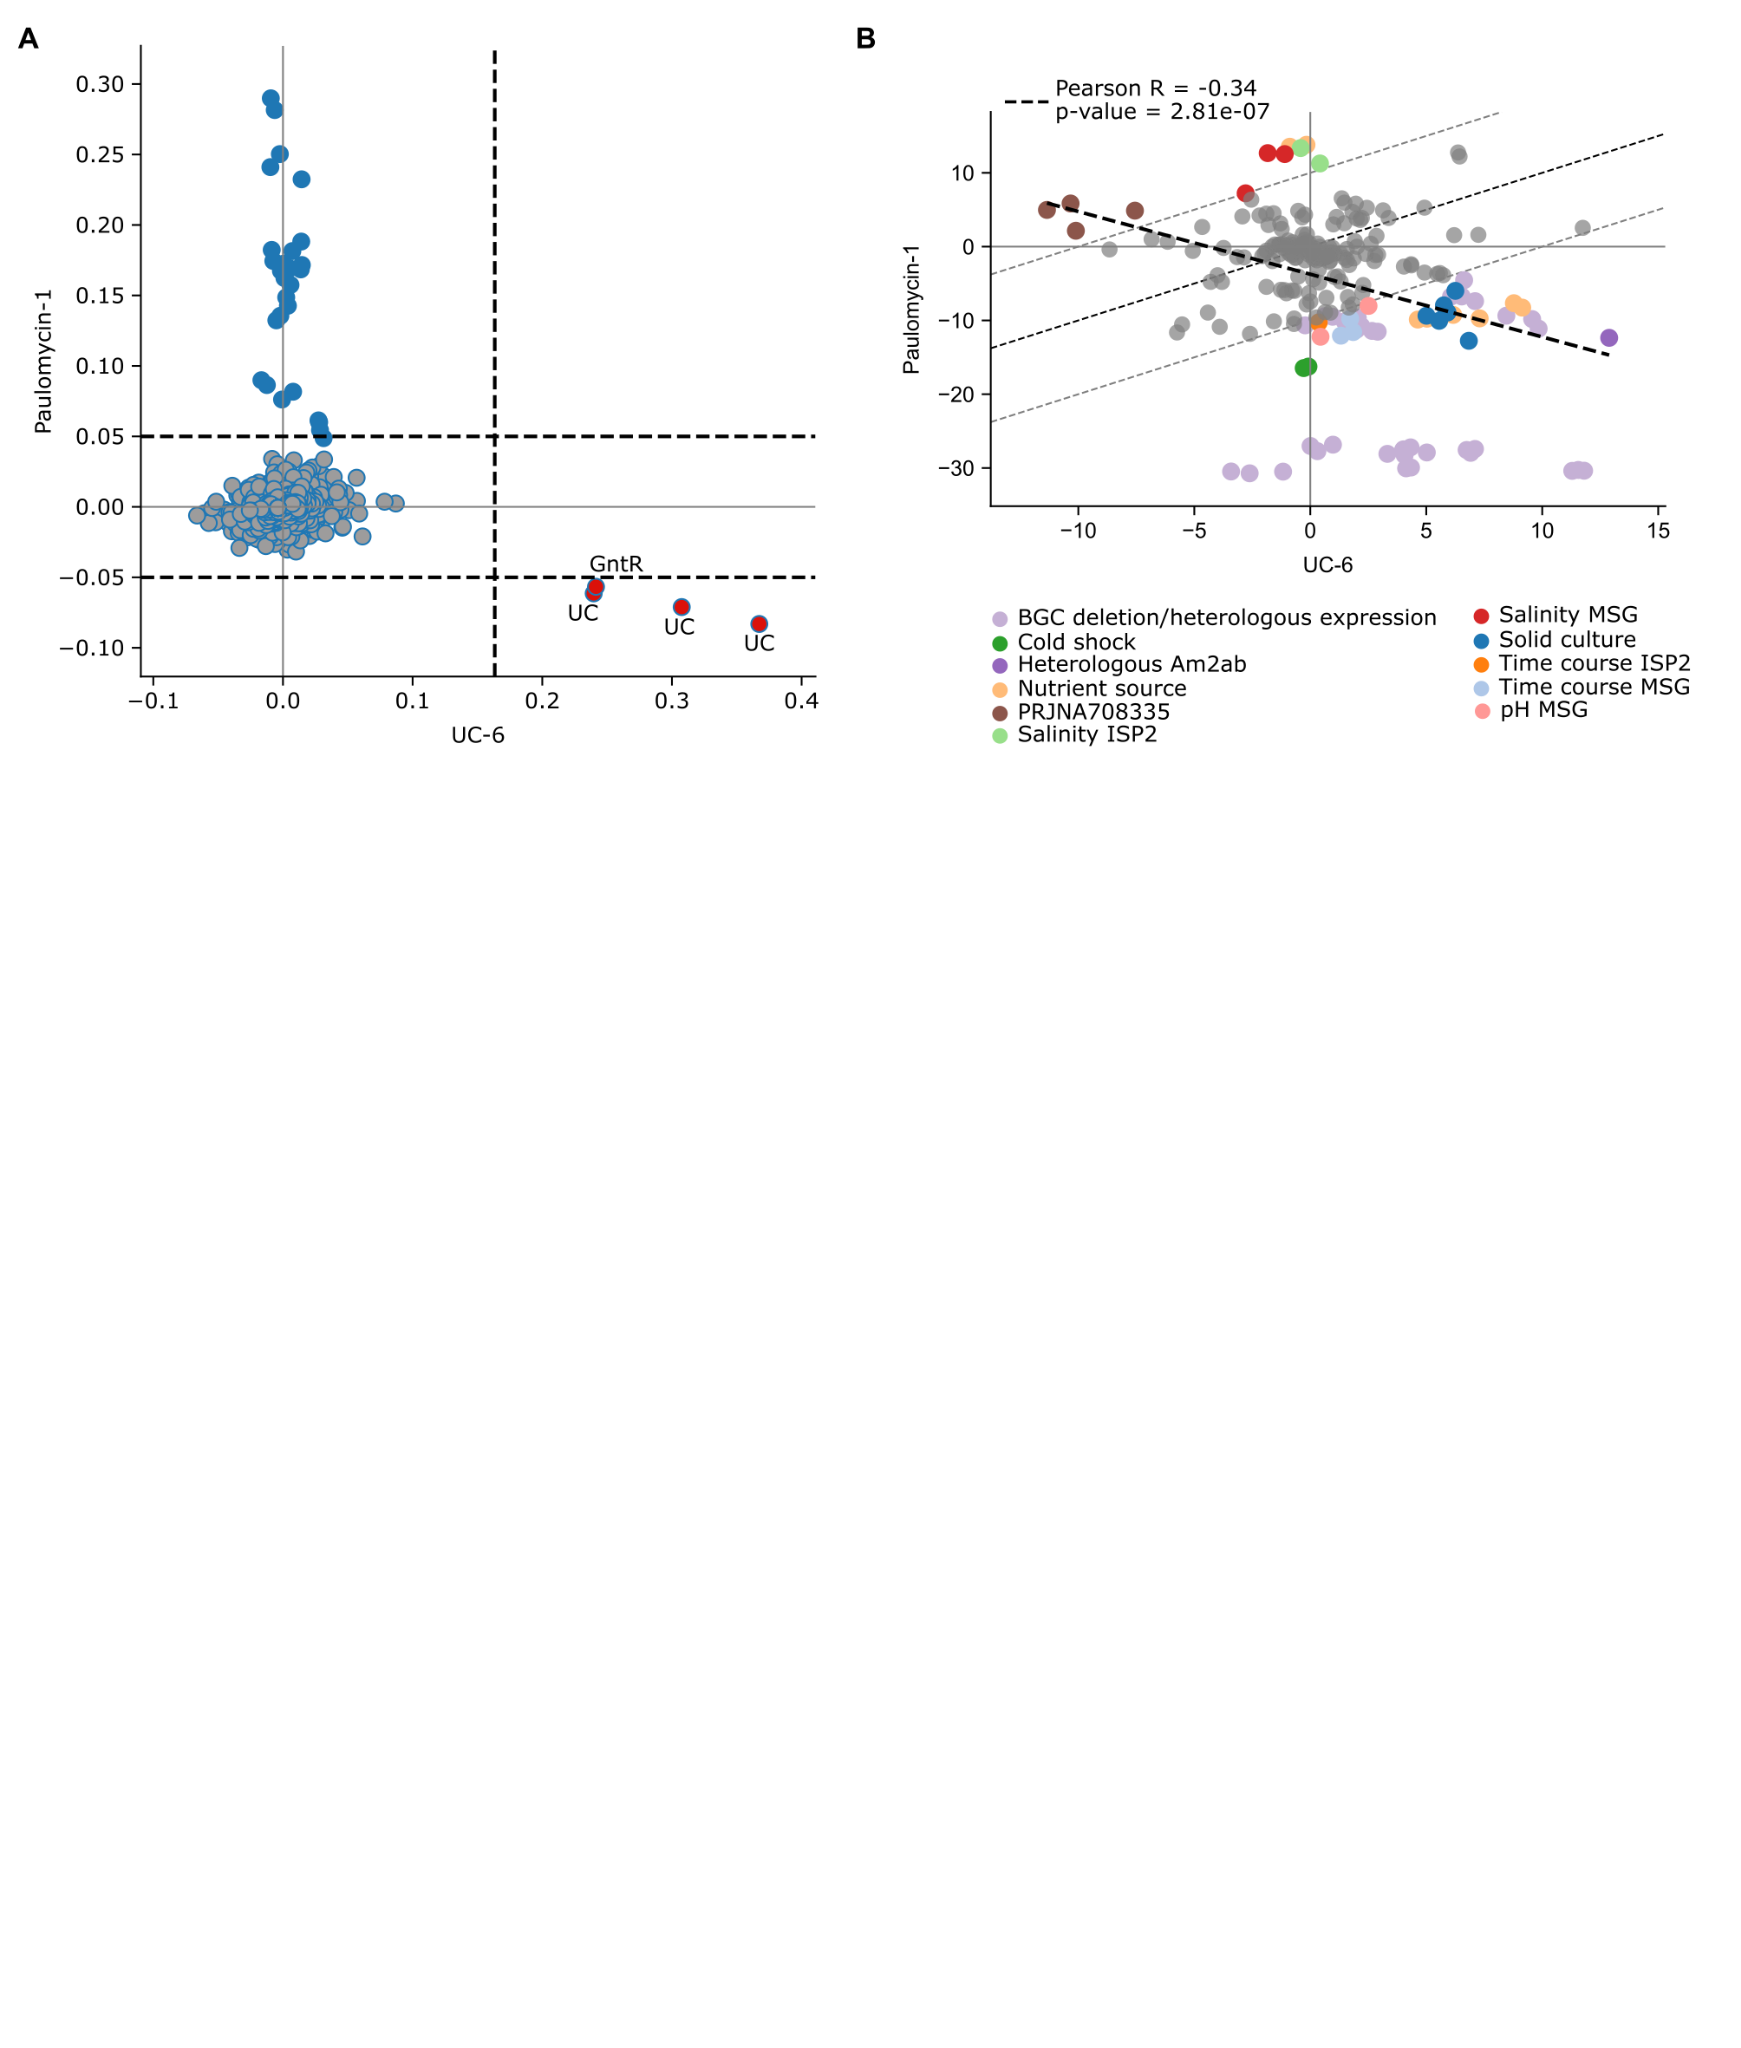 A
0.30
0.25
0.20
0.15
0.10
0.05
0.00
−0.05
−0.10
Paulomycin-1
GntR
UC
UC
UC
−0.1
0.0
0.1
0.2
0.3
0.4
UC-6
B
Pearson R = -0.34
p-value = 2.81e-07
10
0
−10
−20
−30
Paulomycin-1
−10
−5
0
5
10
15
UC-6
BGC deletion/heterologous expression
Cold shock
Heterologous Am2ab
Nutrient source
PRJNA708335
Salinity ISP2
Salinity MSG
Solid culture
Time course ISP2
Time course MSG
pH MSG